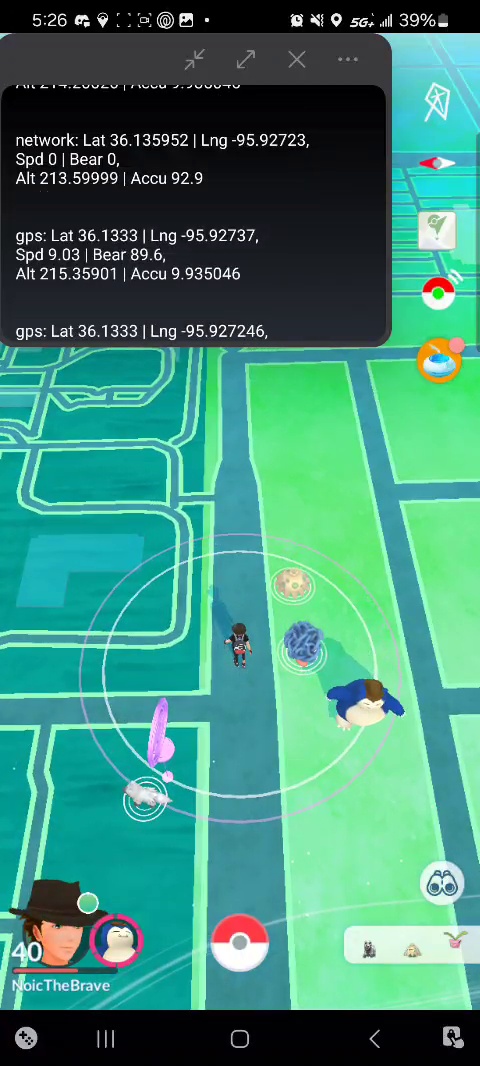 5:26
5G+
39%
Alt 214.20020 | Accu 9.935046
network: Lat 36.135952 | Lng -95.92723,
Spd 0 | Bear 0,
Alt 213.59999 | Accu 92.9
gps: Lat 36.1333 | Lng -95.92737,
Spd 9.03 | Bear 89.6,
Alt 215.35901 | Accu 9.935046
gps: Lat 36.1333 | Lng -95.927246,
40
NoicTheBrave